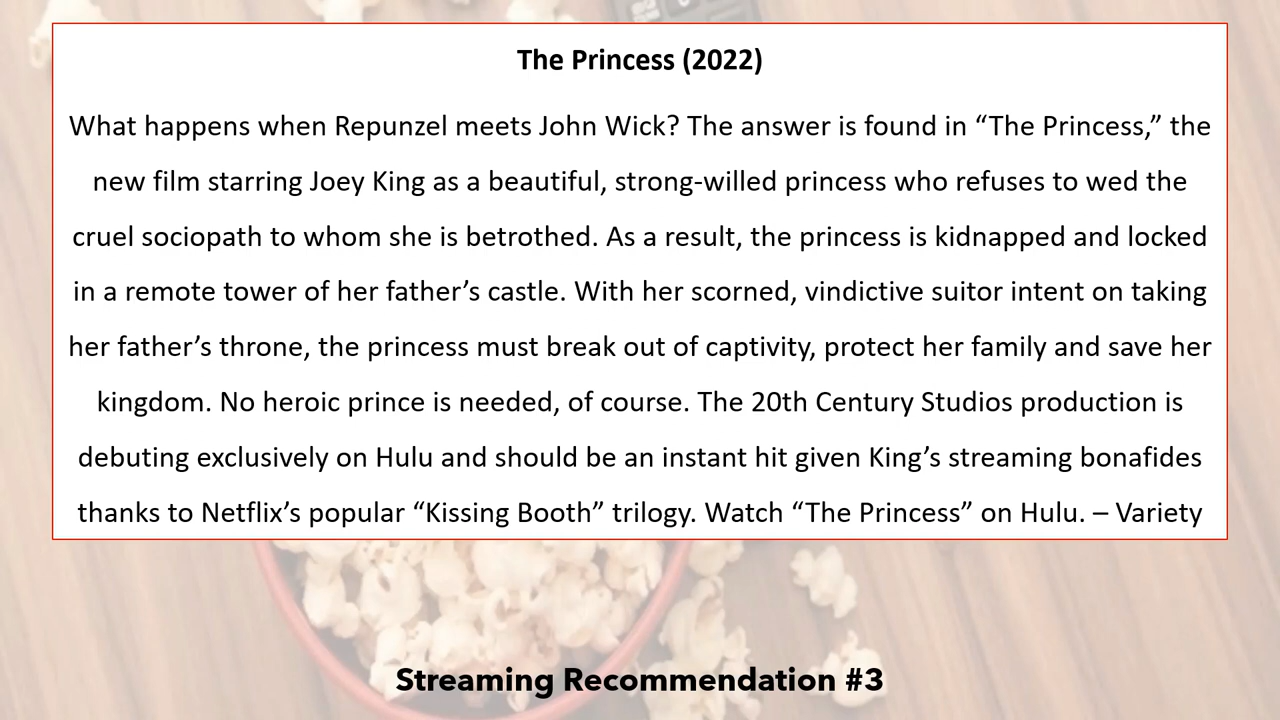 The Princess (2022)
What happens when Repunzel meets John Wick? The answer is found in “The Princess,” the
new film starring Joey King as a beautiful, strong-willed princess who refuses to wed the
cruel sociopath to whom she is betrothed. As a result, the princess is kidnapped and locked
in a remote tower of her father’s castle. With her scorned, vindictive suitor intent on taking
her father’s throne, the princess must break out of captivity, protect her family and save her
kingdom. No heroic prince is needed, of course. The 20th Century Studios production is
debuting exclusively on Hulu and should be an instant hit given King’s streaming bonafides
thanks to Netflix’s popular “Kissing Booth” trilogy. Watch “The Princess” on Hulu. – Variety
Streaming Recommendation #3